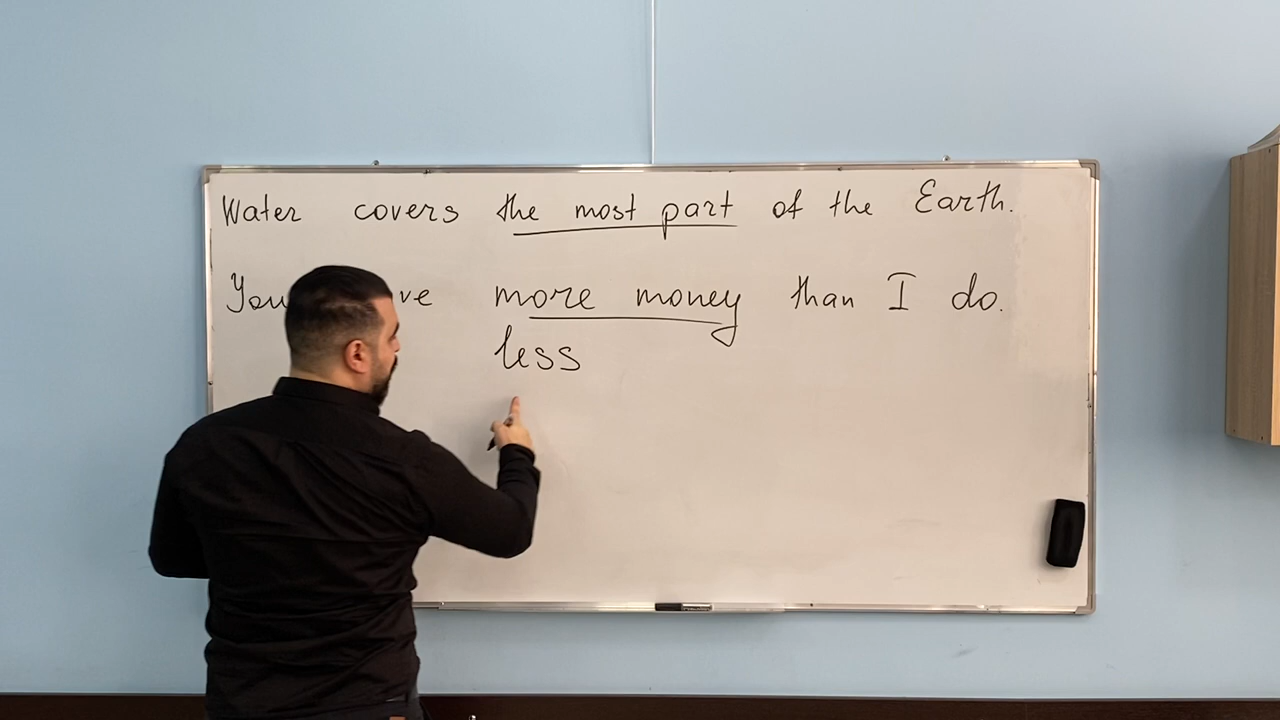 Water covers the most part of the Earth.
You ve more money than I do.
less